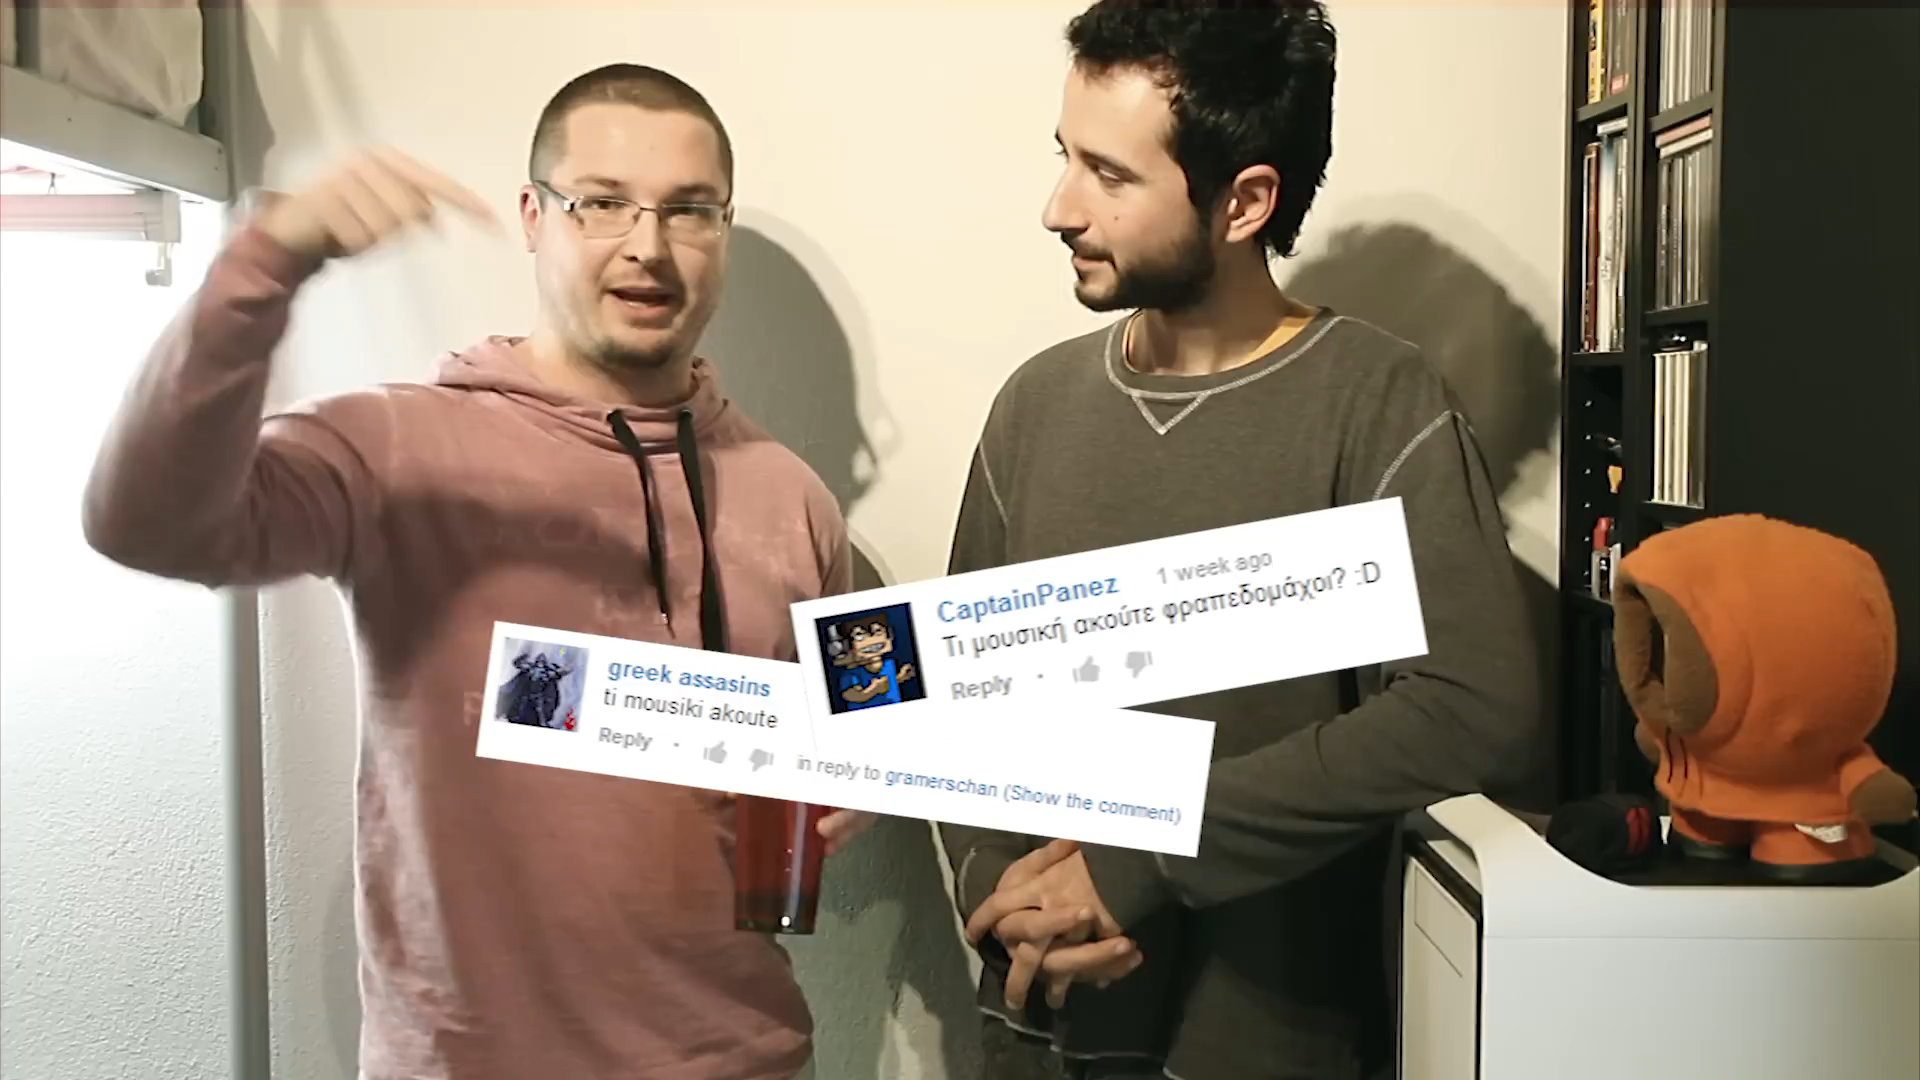 CaptainPanez 1 week ago
Τι μουσική ακούτε φραπεδομάχοι? :D
Reply
greek assasins
ti mousiki akoute
Reply · in reply to gramerschan (Show the comment)